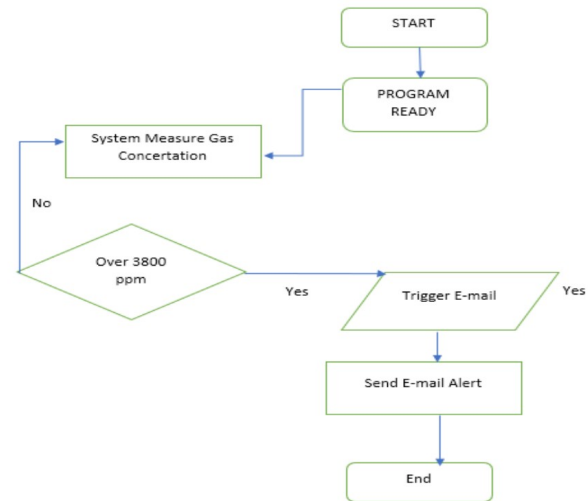 START
PROGRAM
READY
System Measure Gas
Concertation
No
Over 3800
ppm
Yes
Trigger E-mail
Yes
Send E-mail Alert
End